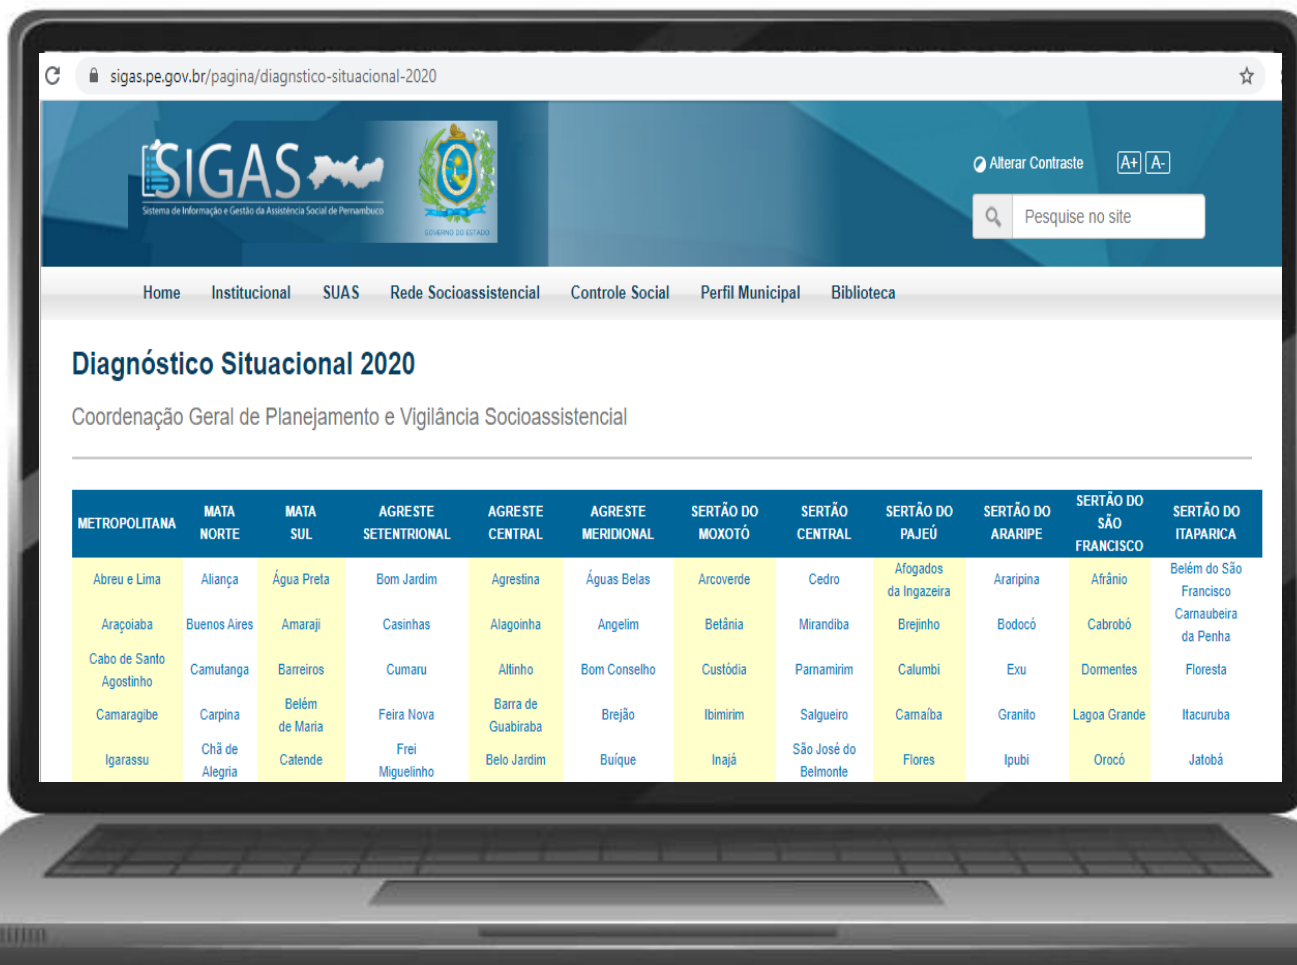 sigas.pe.gov.br/pagina/diagnstico-situacional-2020
SIGAS
Sistema de Informação e Gestão da Assistência Social de Pernambuco
GOVERNO DO ESTADO
Alterar Contraste A+ A-
Pesquise no site
Home Institucional SUAS Rede Socioassistencial Controle Social Perfil Municipal Biblioteca
Diagnóstico Situacional 2020
Coordenação Geral de Planejamento e Vigilância Socioassistencial
METROPOLITANA MATA NORTE MATA SUL AGRESTE SETENTRIONAL AGRESTE CENTRAL AGRESTE MERIDIONAL SERTÃO DO MOXOTÓ SERTÃO CENTRAL SERTÃO DO PAJEÚ SERTÃO DO ARARIPE SERTÃO DO SÃO FRANCISCO SERTÃO DO ITAPARICA
Abreu e Lima Aliança Água Preta Bom Jardim Agrestina Águas Belas Arcoverde Cedro Afogados da Ingazeira Araripina Afrânio Belém do São Francisco
Araçoiaba Buenos Aires Amaraji Casinhas Alagoinha Angelim Betânia Mirandiba Brejinho Bodocó Cabrobó Carnaubeira da Penha
Cabo de Santo Agostinho Camutanga Barreiros Cumaru Altinho Bom Conselho Custódia Parnamirim Calumbi Exu Dormentes Floresta
Camaragibe Carpina Belém de Maria Feira Nova Barra de Guabiraba Brejão Ibimirim Salgueiro Carnaíba Granito Lagoa Grande Itacuruba
Igarassu Chã de Alegria Catende Frei Miguelinho Belo Jardim Buíque Inajá São José do Belmonte Flores Ipubi Orocó Jatobá